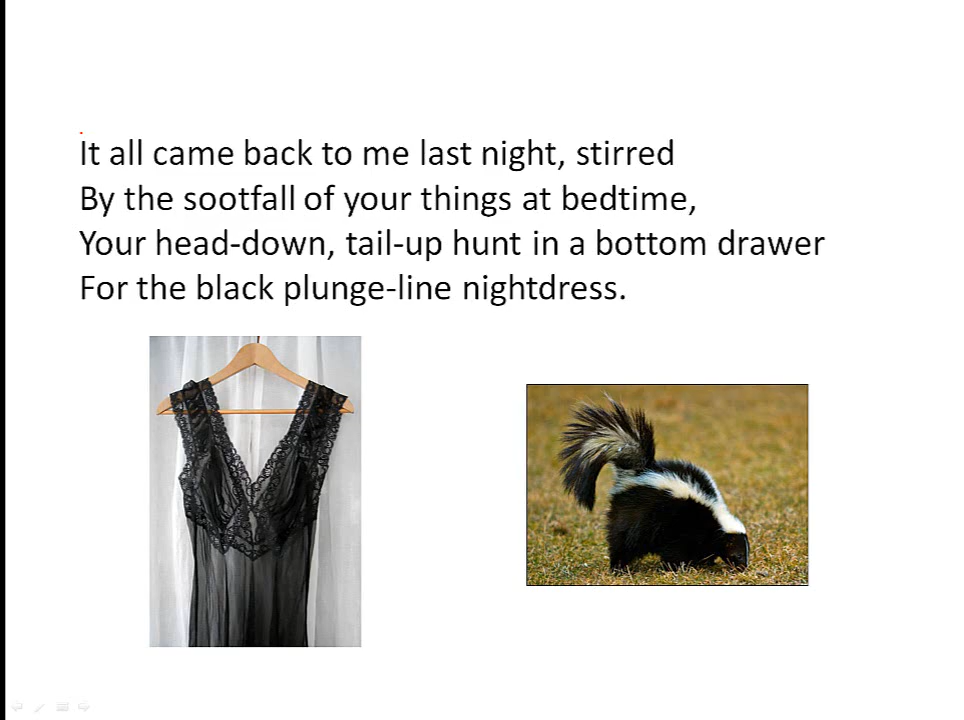 It all came back to me last night, stirred
By the sootfall of your things at bedtime,
Your head-down, tail-up hunt in a bottom drawer
For the black plunge-line nightdress.